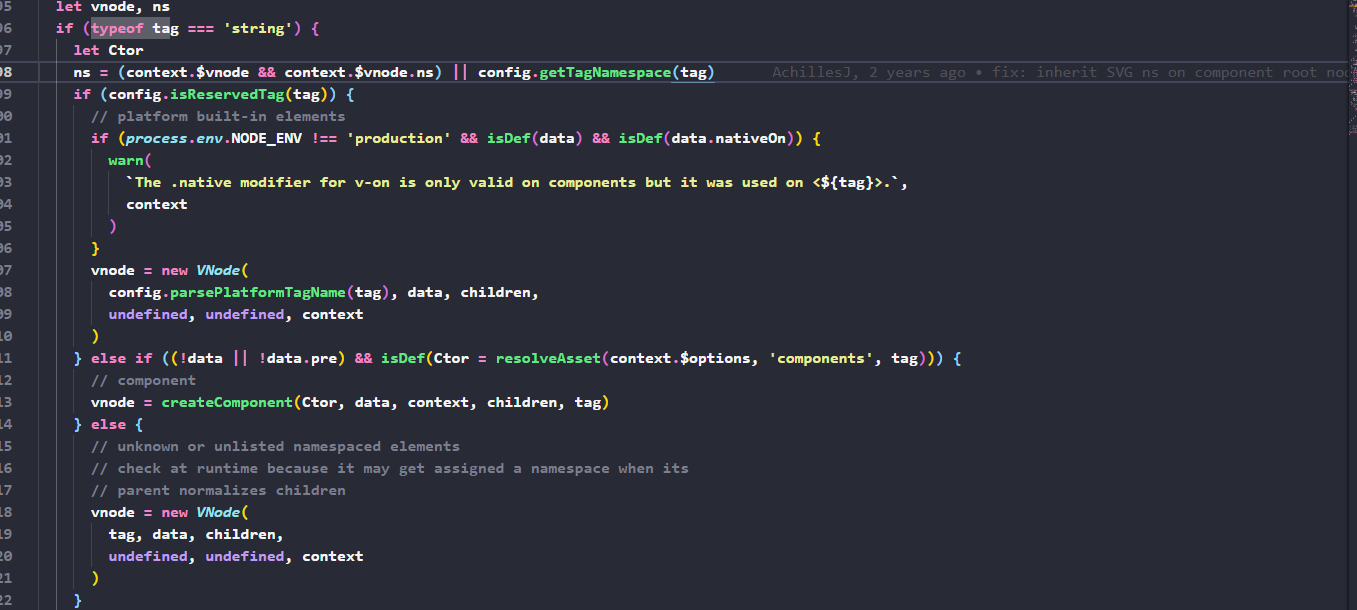 95 let vnode, ns
96 if (typeof tag === 'string') {
97 let Ctor
98 ns = (context.$vnode && context.$vnode.ns) || config.getTagNamespace(tag) AchillesJ, 2 years ago • fix: inherit SVG ns on component root nod
99 if (config.isReservedTag(tag)) {
00 // platform built-in elements
01 if (process.env.NODE_ENV !== 'production' && isDef(data) && isDef(data.nativeOn)) {
02 warn(
03 `The .native modifier for v-on is only valid on components but it was used on <${tag}>.`,
04 context
05 )
06 }
07 vnode = new VNode(
08 config.parsePlatformTagName(tag), data, children,
09 undefined, undefined, context
10 )
11 } else if ((!data || !data.pre) && isDef(Ctor = resolveAsset(context.$options, 'components', tag))) {
12 // component
13 vnode = createComponent(Ctor, data, context, children, tag)
14 } else {
15 // unknown or unlisted namespaced elements
16 // check at runtime because it may get assigned a namespace when its
17 // parent normalizes children
18 vnode = new VNode(
19 tag, data, children,
20 undefined, undefined, context
21 )
22 }